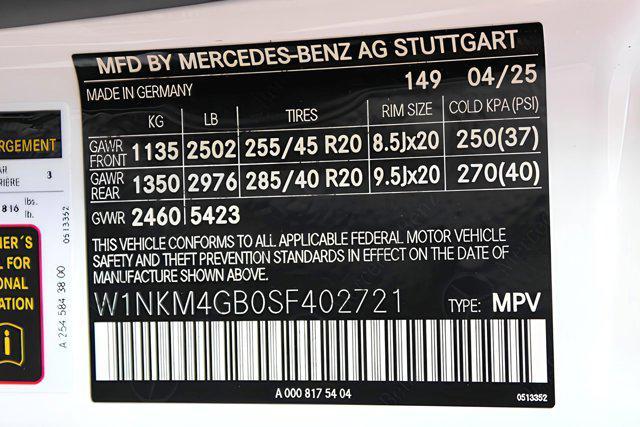 MFD BY MERCEDES-BENZ AG STUTTGART
MADE IN GERMANY 149 04/25
KG LB TIRES RIM SIZE COLD KPA(PSI)
GAWR FRONT 1135 2502 255/45 R20 8.5Jx20 250(37)
GAWR REAR 1350 2976 285/40 R20 9.5Jx20 270(40)
GVWR 2460 5423
THIS VEHICLE CONFORMS TO ALL APPLICABLE FEDERAL MOTOR VEHICLE
SAFETY AND THEFT PREVENTION STANDARDS IN EFFECT ON THE DATE OF
MANUFACTURE SHOWN ABOVE.
W1NKM4GB0SF402721 TYPE: MPV
A 000 817 54 04
0513352
ARGEMENT
3
816 lbs.
lb.
0513352
A 254 584 38 00